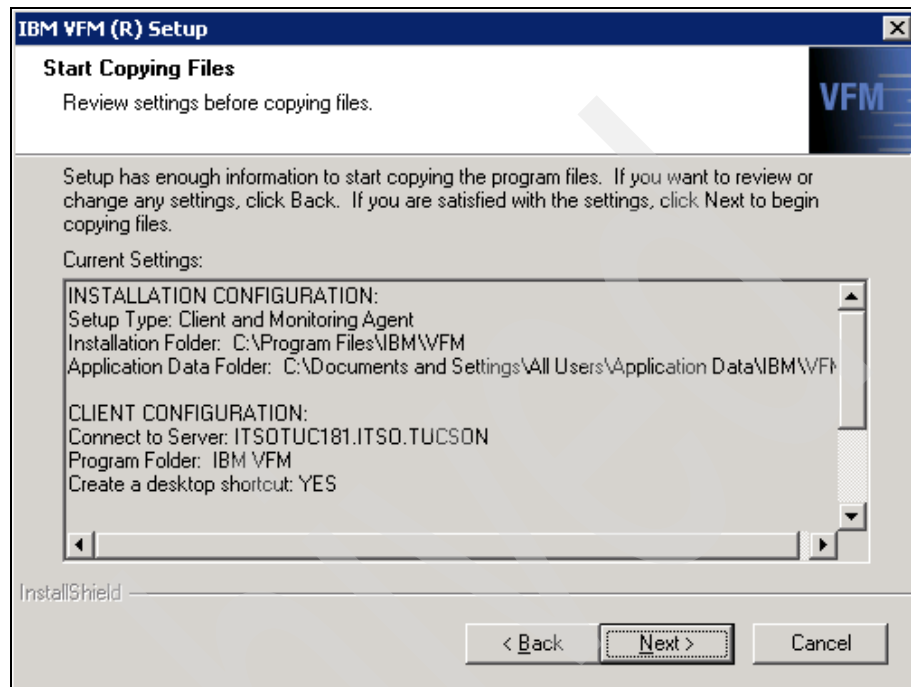 IBM VFM (R) Setup
Start Copying Files
Review settings before copying files.
VFM
Setup has enough information to start copying the program files. If you want to review or
change any settings, click Back. If you are satisfied with the settings, click Next to begin
copying files.
Current Settings:
INSTALLATION CONFIGURATION:
Setup Type: Client and Monitoring Agent
Installation Folder: C:\Program Files\IBM\VFM
Application Data Folder: C:\Documents and Settings\All Users\Application Data\IBM\VFM
CLIENT CONFIGURATION:
Connect to Server: ITSOTUC181.ITSO.TUCSON
Program Folder: IBM VFM
Create a desktop shortcut: YES
InstallShield
< Back
Next >
Cancel